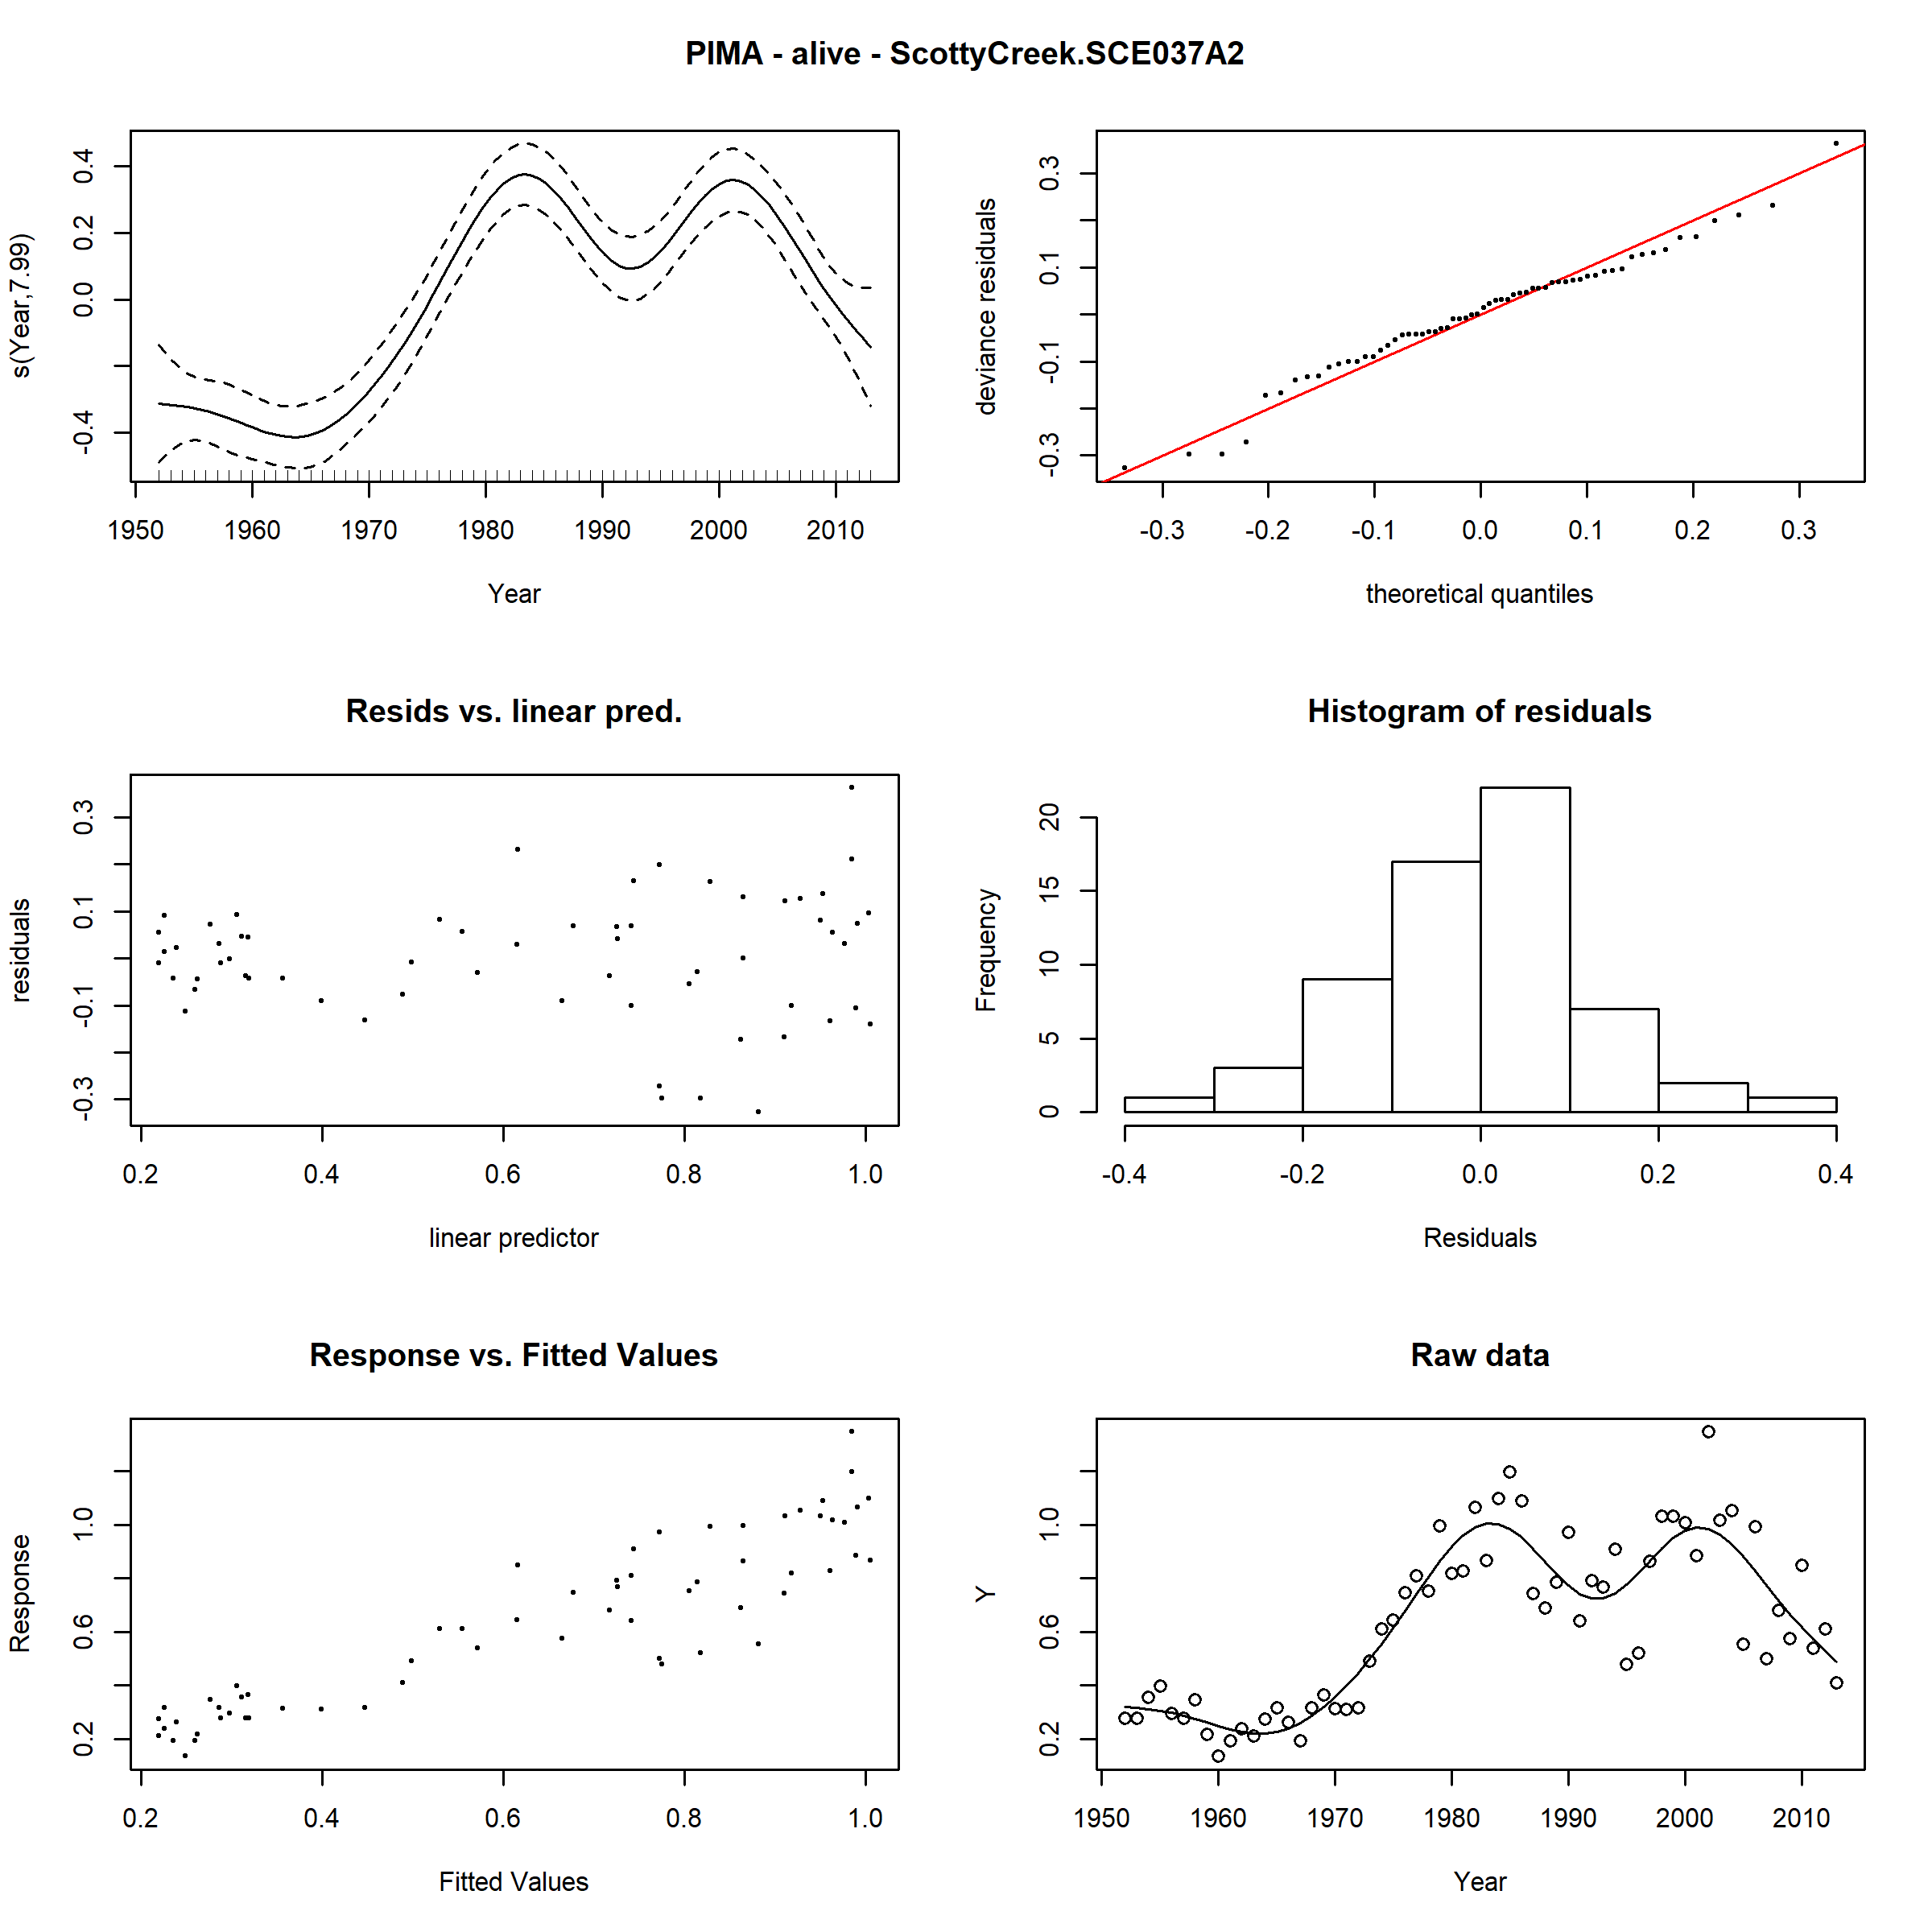 PIMA - alive - ScottyCreek.SCE037A2
s(Year,7.99)
0.4
0.2
0.0
-0.4
1950 1960 1970 1980 1990 2000 2010
Year
deviance residuals
0.3
0.1
-0.1
-0.3
-0.3 -0.2 -0.1 0.0 0.1 0.2 0.3
theoretical quantiles
Resids vs. linear pred.
residuals
0.3
0.1
-0.1
-0.3
0.2 0.4 0.6 0.8 1.0
linear predictor
Histogram of residuals
Frequency
20
15
10
5
0
-0.4 -0.2 0.0 0.2 0.4
Residuals
Response vs. Fitted Values
Response
1.0
0.6
0.2
0.2 0.4 0.6 0.8 1.0
Fitted Values
Raw data
Y
1.0
0.6
0.2
1950 1960 1970 1980 1990 2000 2010
Year